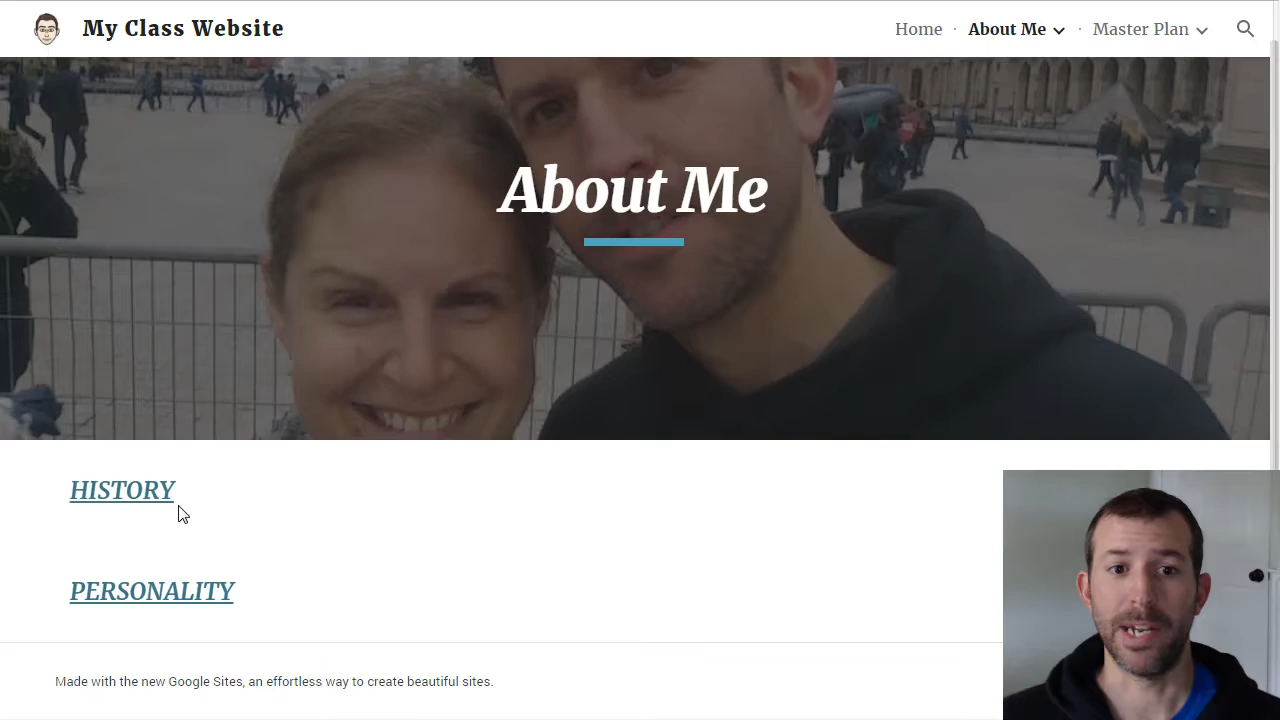 My Class Website
Home · About Me · Master Plan
About Me
HISTORY
PERSONALITY
Made with the new Google Sites, an effortless way to create beautiful sites.